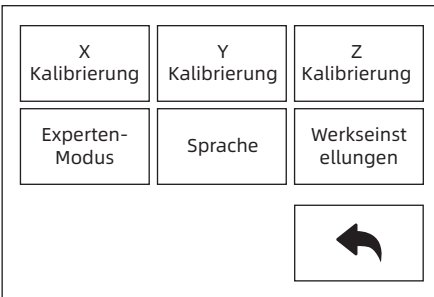 X
Kalibrierung
Y
Kalibrierung
Z
Kalibrierung
Experten-
Modus
Sprache
Werkseinst
ellungen